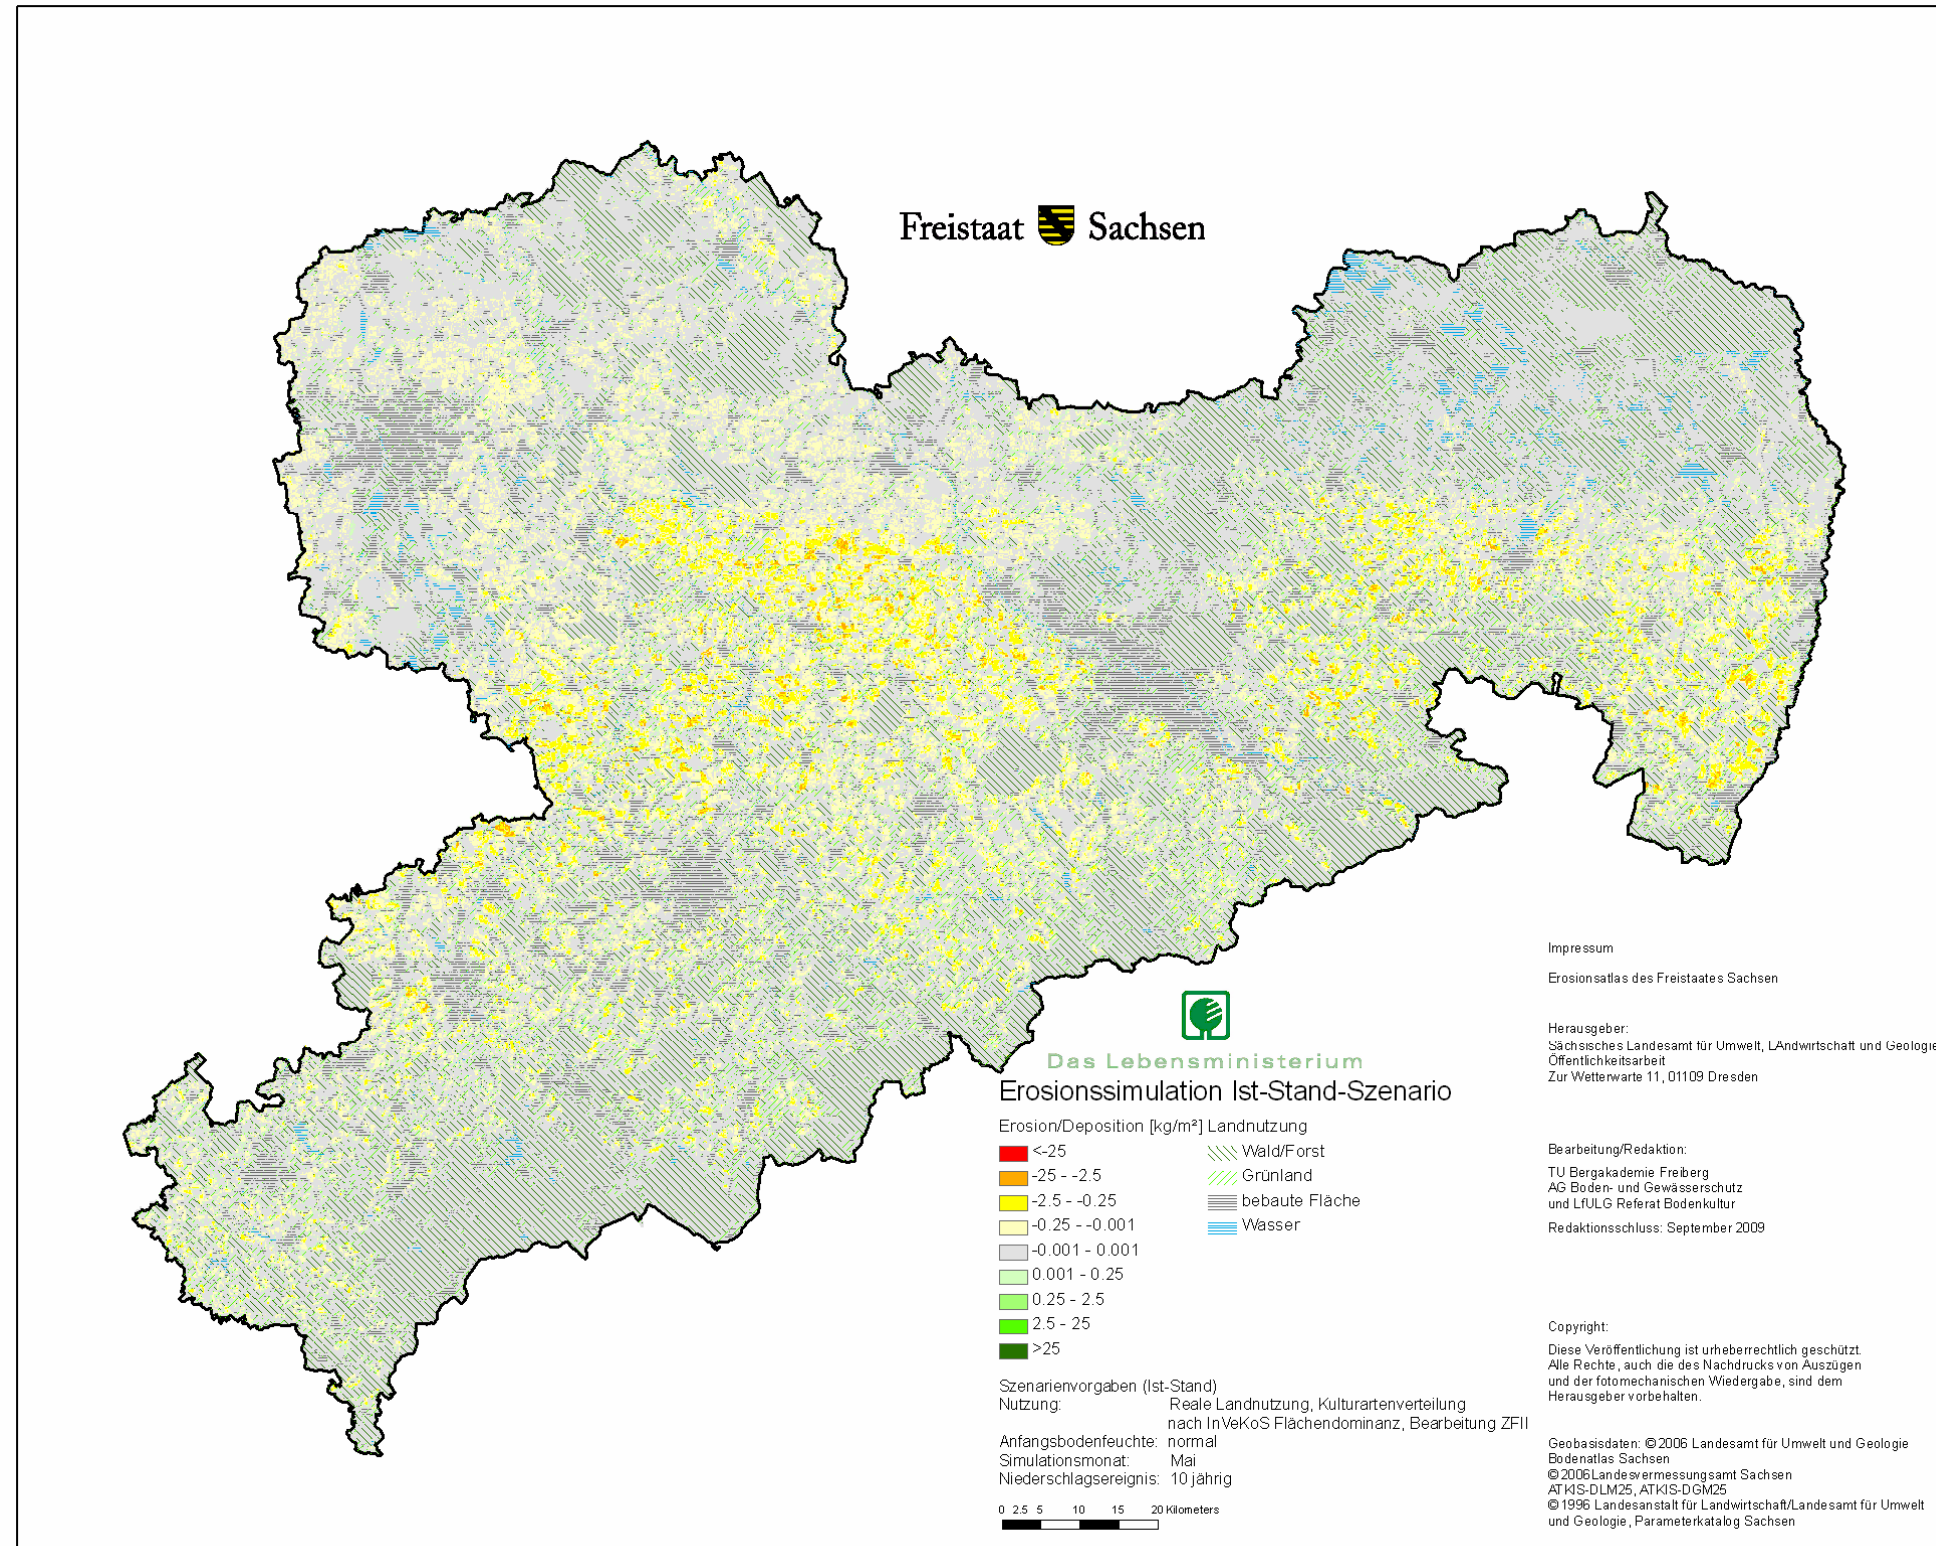 Freistaat Sachsen
Das Lebensministerium
Erosionssimulation Ist-Stand-Szenario
Erosion/Deposition [kg/m²] Landnutzung
<-25
-25 - -2.5
-2.5 - -0.25
-0.25 - -0.001
-0.001 - 0.001
0.001 - 0.25
0.25 - 2.5
2.5 - 25
>25
Wald/Forst
Grünland
bebaute Fläche
Wasser
Szenarienvorgaben (Ist-Stand)
Nutzung: Reale Landnutzung, Kulturartenverteilung
nach InVeKoS Flächendominanz, Bearbeitung ZFII
Anfangsbodenfeuchte: normal
Simulationsmonat: Mai
Niederschlagsereignis: 10 jährig
0 2.5 5 10 15 20 Kilometers
Impressum
Erosionsatlas des Freistaates Sachsen
Herausgeber:
Sächsisches Landesamt für Umwelt, LAndwirtschaft und Geologie
Öffentlichkeitsarbeit
Zur Wetterwarte 11, 01109 Dresden
Bearbeitung/Redaktion:
TU Bergakademie Freiberg
AG Boden- und Gewässerschutz
und LfULG Referat Bodenkultur
Redaktionsschluss: September 2009
Copyright:
Diese Veröffentlichung ist urheberrechtlich geschützt.
Alle Rechte, auch die des Nachdrucks von Auszügen
und der fotomechanischen Wiedergabe, sind dem
Herausgeber vorbehalten.
Geobasisdaten: ©2006 Landesamt für Umwelt und Geologie
Bodenatlas Sachsen
©2006Landesvermessungsamt Sachsen
ATKIS-DLM25, ATKIS-DGM25
©1996 Landesanstalt für Landwirtschaft/Landesamt für Umwelt
und Geologie, Parameterkatalog Sachsen